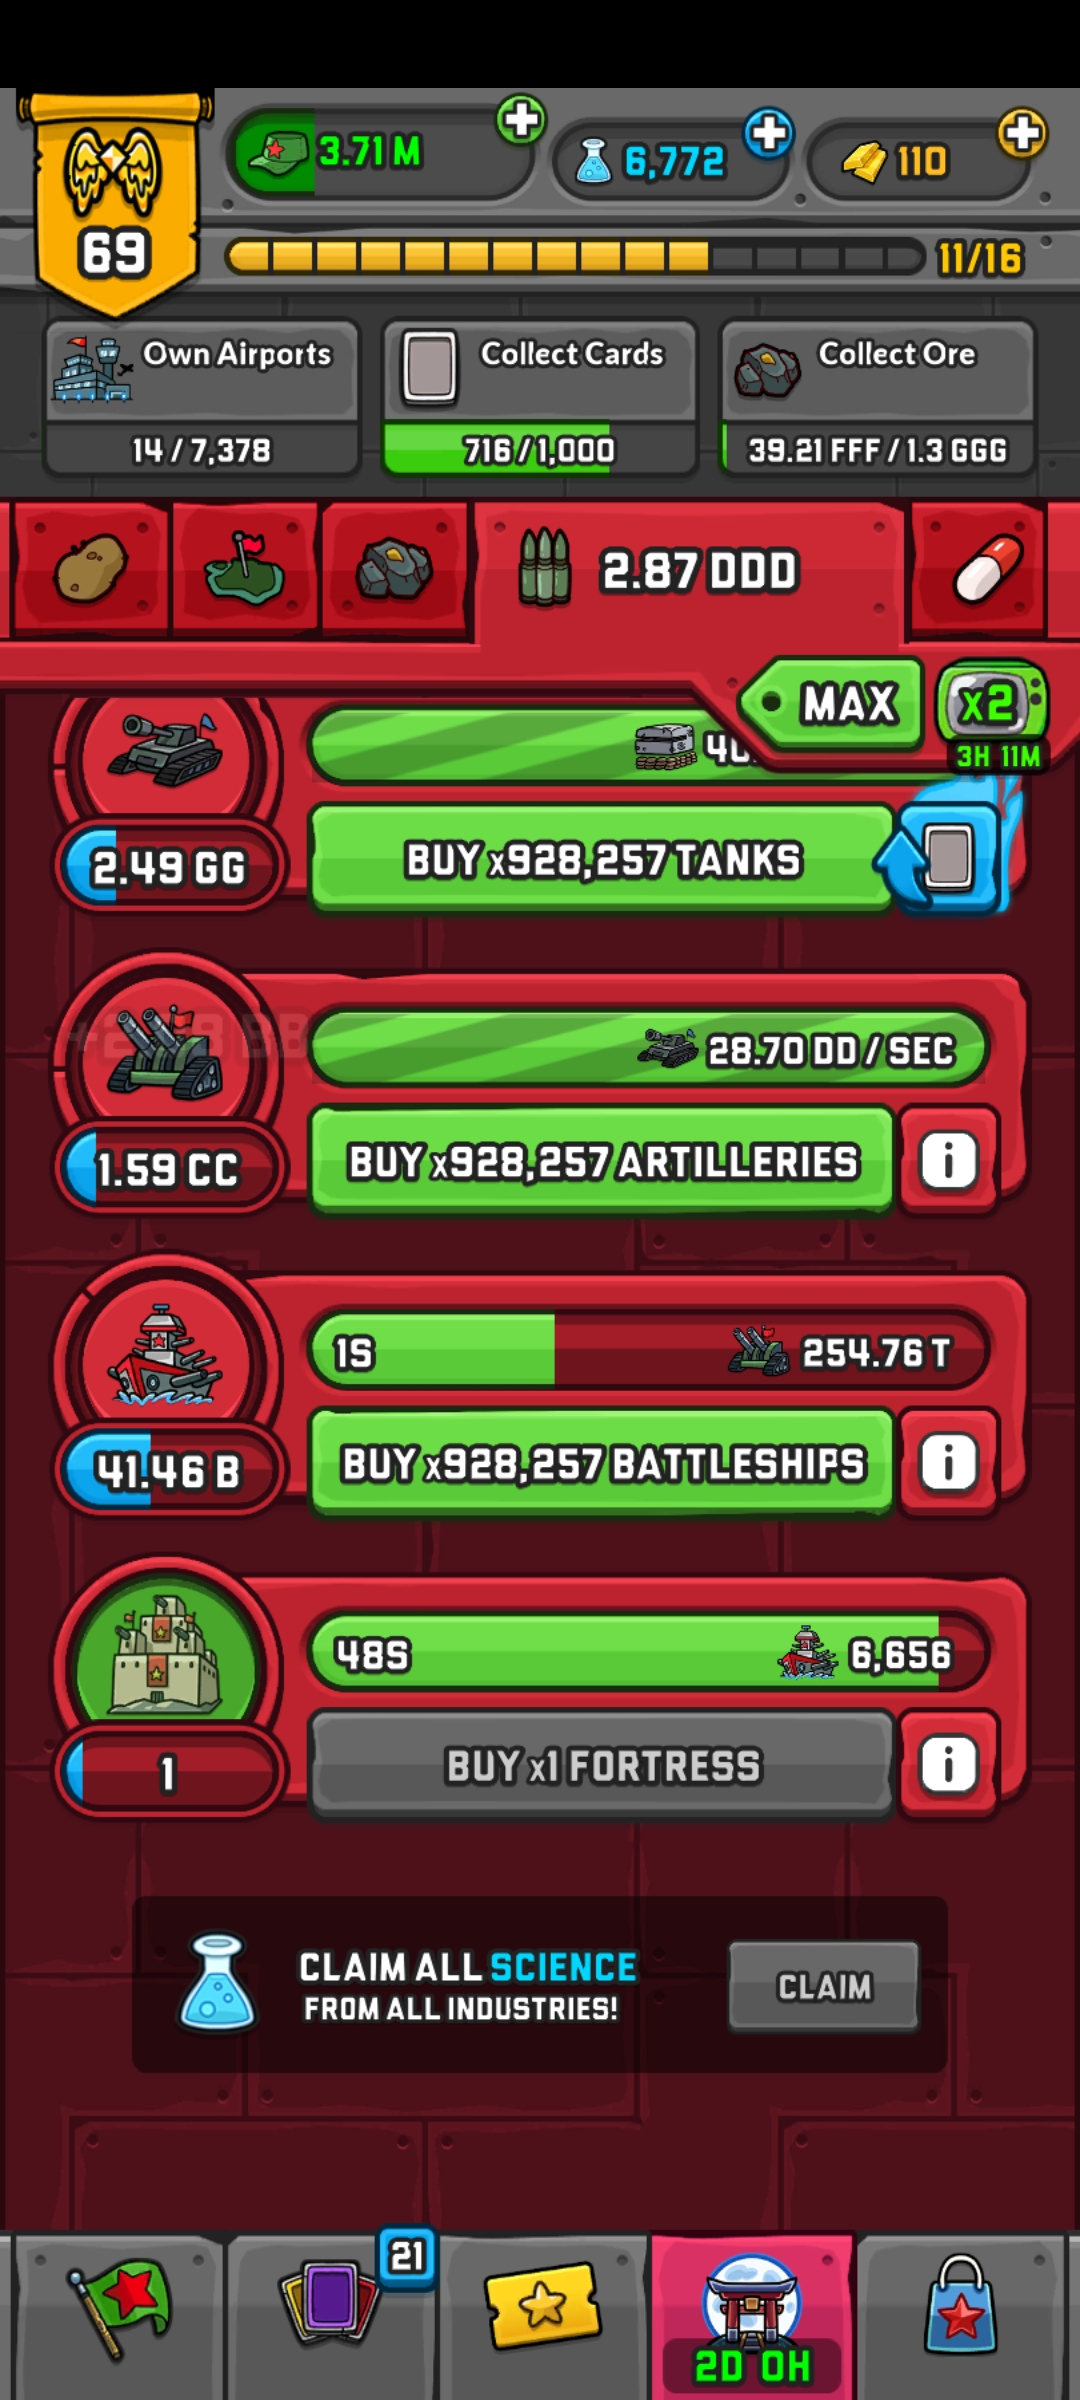 3.71 M
6,772
110
69
11/16
Own Airports
14 / 7,378
Collect Cards
716 / 1,000
Collect Ore
39.21 FFF / 1.3 GGG
2.87 DDD
MAX
x2
3H 11M
2.49 GG
BUY x928,257 TANKS
28.70 DD / SEC
1.59 CC
BUY x928,257 ARTILLERIES
i
1S
254.76 T
41.46 B
BUY x928,257 BATTLESHIPS
i
48S
6,656
1
BUY x1 FORTRESS
i
CLAIM ALL SCIENCE
FROM ALL INDUSTRIES!
CLAIM
21
2D 0H